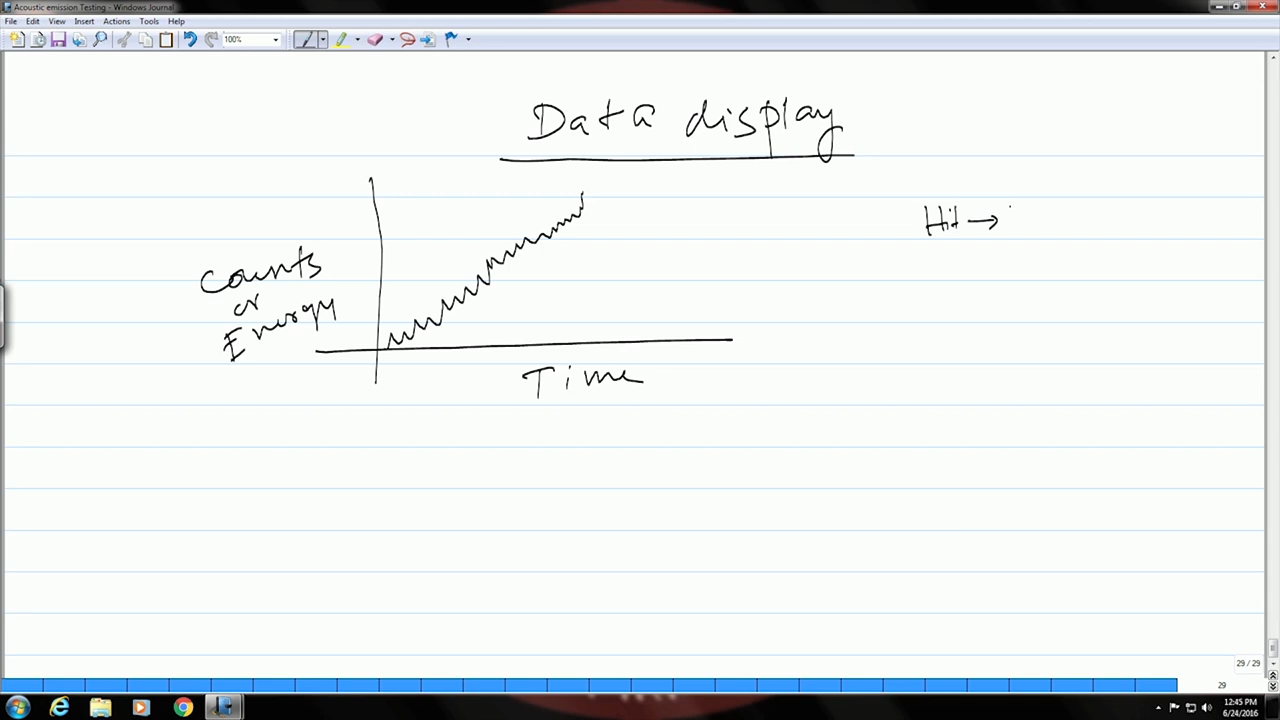 Acoustic emission Testing - Windows Journal
File Edit View Insert Actions Tools Help
100%
Data display
Hit →
Counts
or
Energy
Time
29 / 29
29
12:45 PM
6/24/2016